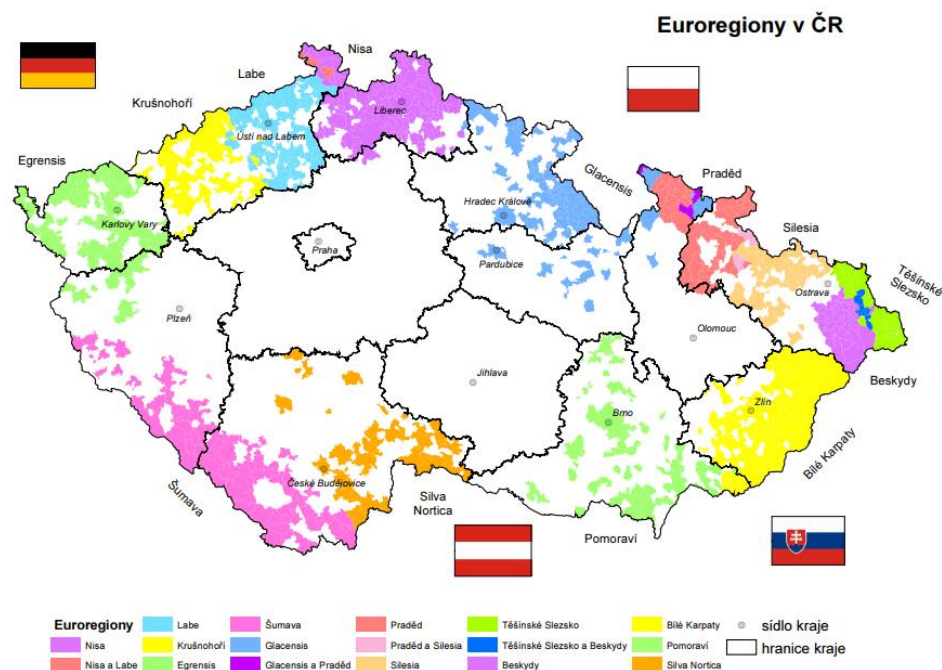 Euroregiony v ČR
Nisa
Labe
Krušnohoří
Egrensis
Liberec
Ústí nad Labem
Karlovy Vary
Glacensis
Praděd
Hradec Králové
Silesia
Praha
Pardubice
Těšínské
Slezsko
Ostrava
Plzeň
Olomouc
Jihlava
Beskydy
Zlín
Brno
Bílé Karpaty
České Budějovice
Šumava
Silva
Nortica
Pomoraví
Euroregiony
Labe
Šumava
Praděd
Těšínské Slezsko
Bílé Karpaty
sídlo kraje
Nisa
Krušnohoří
Glacensis
Praděd a Silesia
Těšínské Slezsko a Beskydy
Pomoraví
hranice kraje
Nisa a Labe
Egrensis
Glacensis a Praděd
Silesia
Beskydy
Silva Nortica